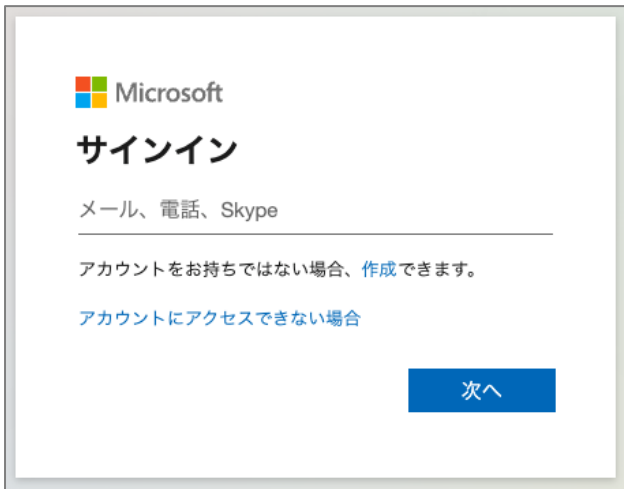 Microsoft
サインイン
メール、電話、Skype
アカウントをお持ちではない場合、作成できます。
アカウントにアクセスできない場合
次へ